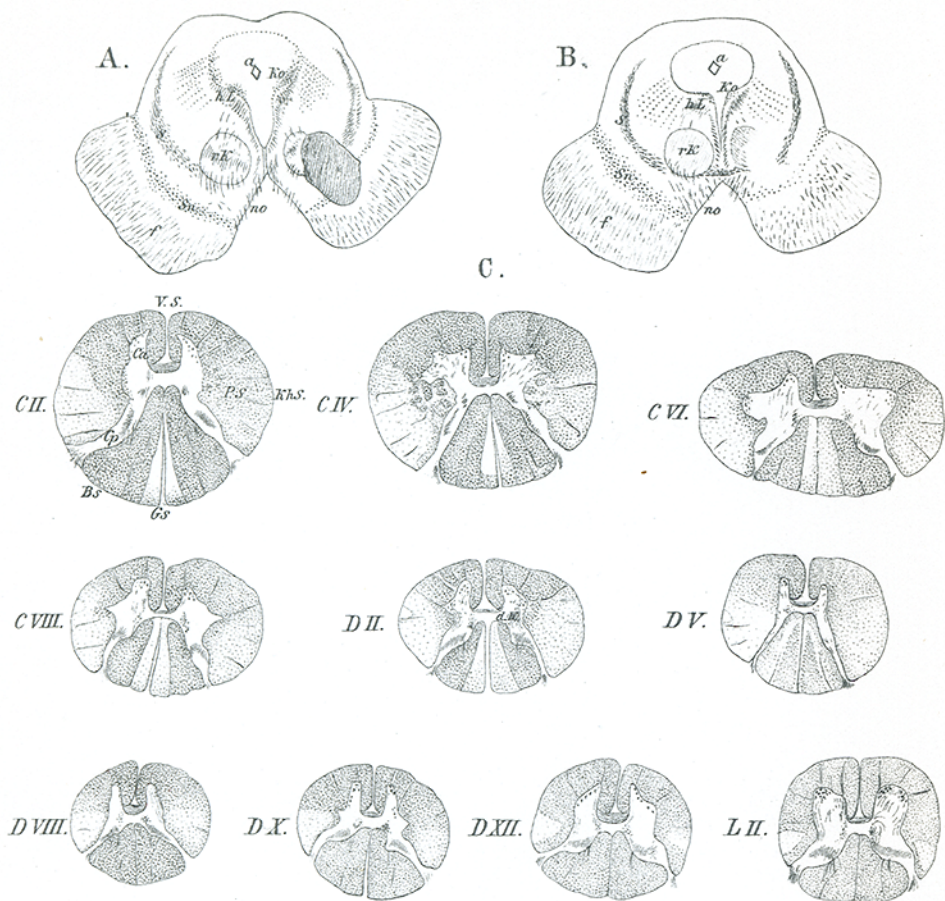 A.
a
Ko
hL
s
rK
Sn
no
f
B.
a
Ko
hL
s
rK
Sn
no
f
C.
V.S.
Ca
P.s
KhS.
Cp
Bs
Gs
C II.
C IV.
C VI.
C VIII.
D II.
d.K.
D V.
D VIII.
D X.
D XII.
L II.